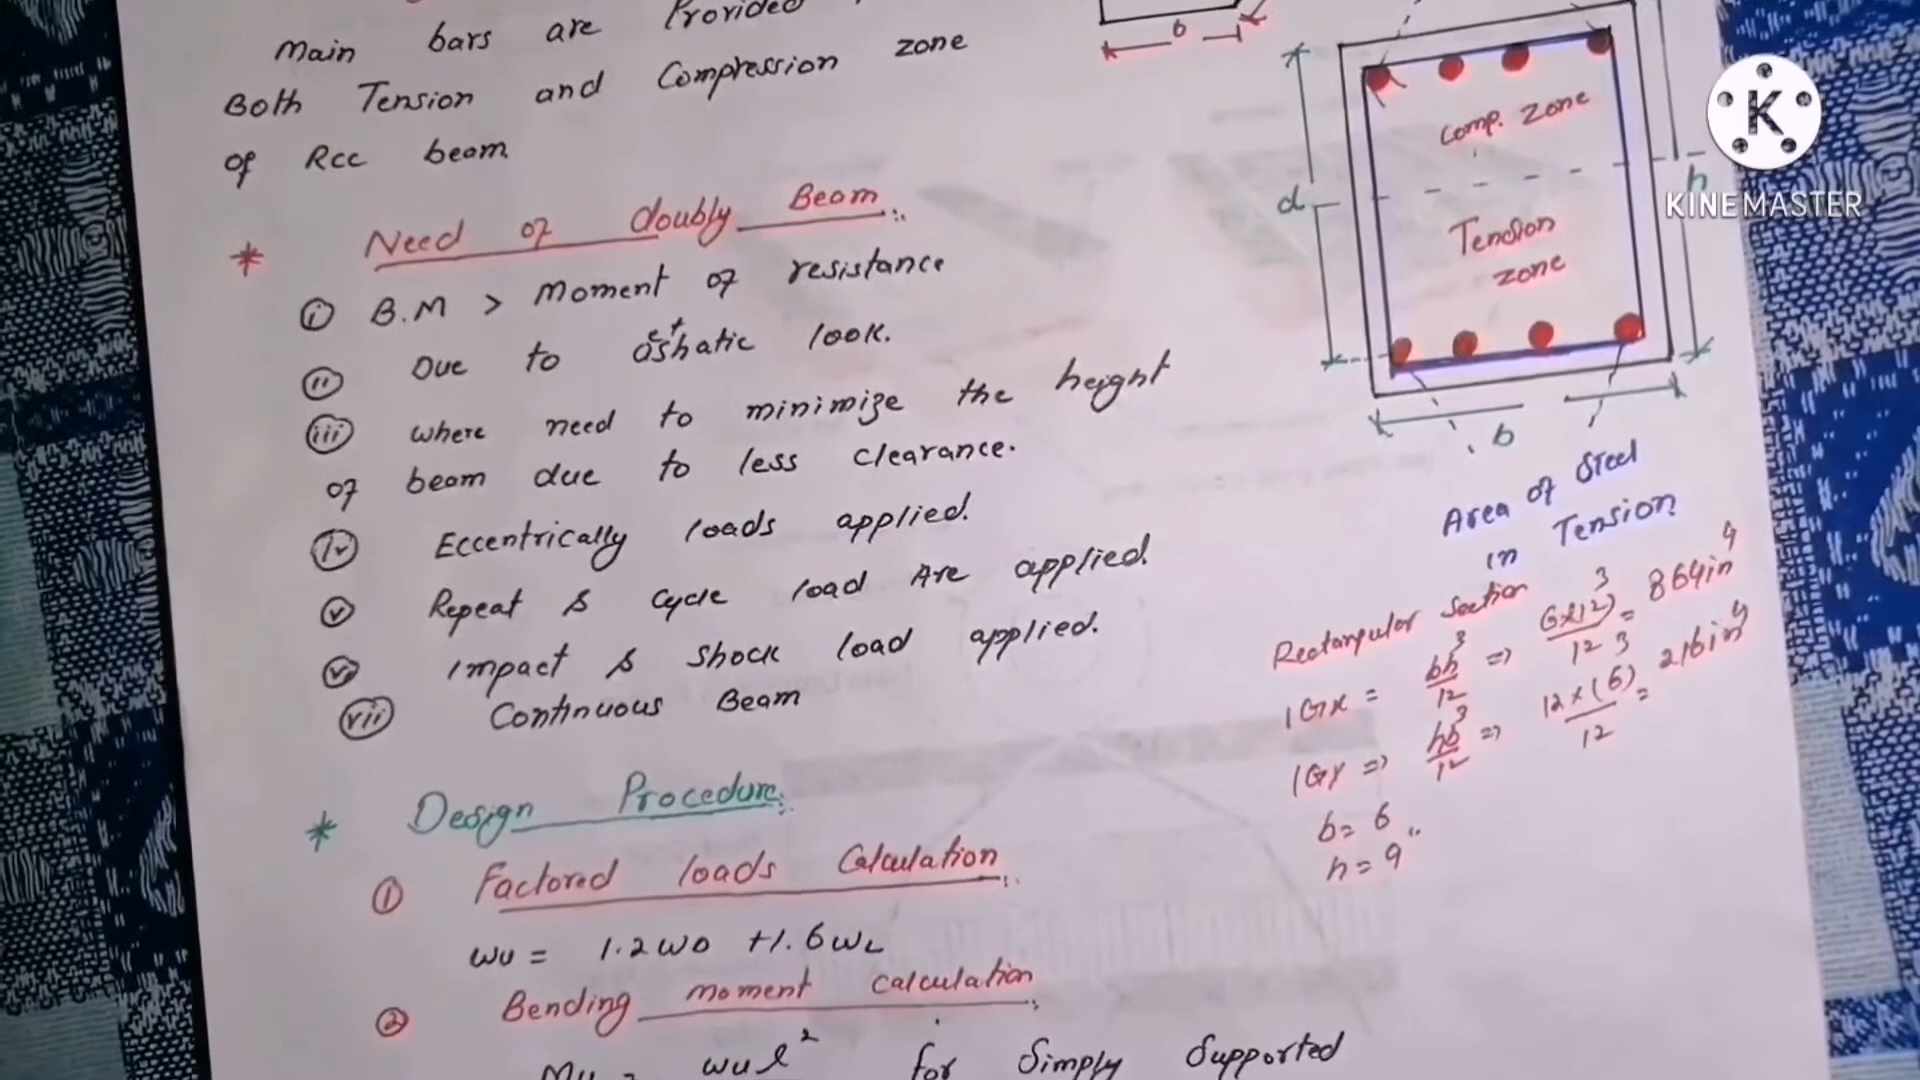 main bars are Provided
Both Tension and Compression zone
of Rcc beam
* Need of doubly Beam
(i) B.M > moment of resistance
(ii) Due to asthatic look.
(iii) where need to minimize the height
of beam due to less clearance.
(iv) Eccentrically loads applied.
(v) Repeat & Cycle load Are applied.
(v) impact & Shock load applied.
(vii) Continuous Beam
* Design Procedure
① Factored loads Calculation
wu = 1.2wD +1.6wL
② Bending moment calculation
Mu = wul² for Simply Supported
b
Comp. zone
d
h
Tension
zone
b
Area of Steel
in Tension
Rectangular Section
IGX = bh³/12 => 6x(12)³/12 = 864in⁴
IGY => hb³/12 => 12x(6)³/12 = 216in⁴
b= 6
h= 9"
K
KINEMASTER